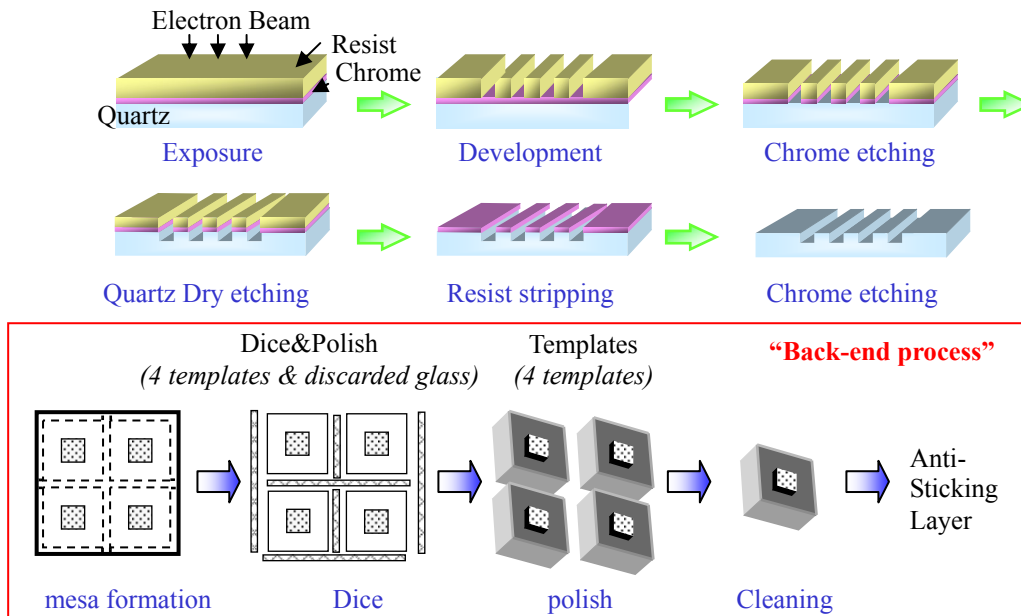 Electron Beam
Resist
Chrome
Quartz
Exposure
Development
Chrome etching
Quartz Dry etching
Resist stripping
Chrome etching
Dice&Polish
(4 templates & discarded glass)
Templates
(4 templates)
“Back-end process”
Anti-
Sticking
Layer
mesa formation
Dice
polish
Cleaning